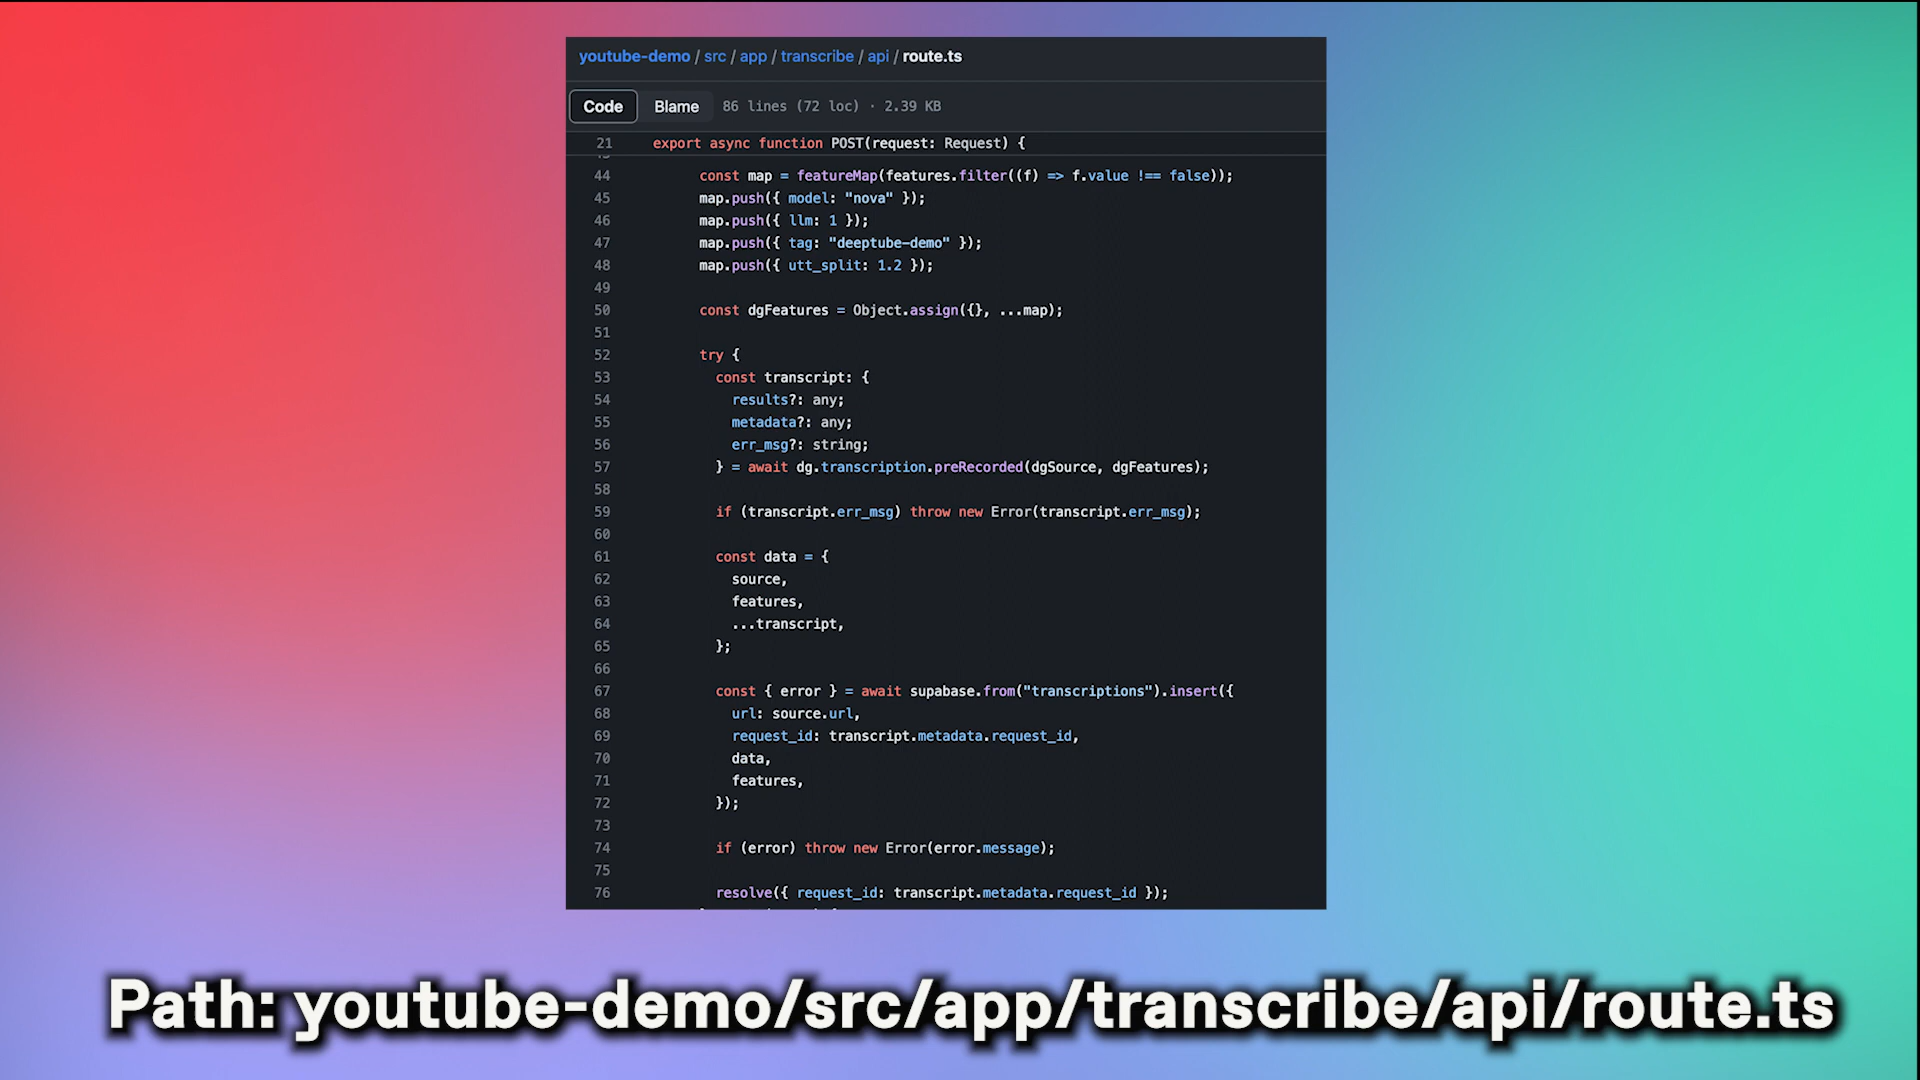 youtube-demo / src / app / transcribe / api / route.ts
Code Blame 86 lines (72 loc) · 2.39 KB
21 export async function POST(request: Request) {
44 const map = featureMap(features.filter((f) => f.value !== false));
45 map.push({ model: "nova" });
46 map.push({ llm: 1 });
47 map.push({ tag: "deeptube-demo" });
48 map.push({ utt_split: 1.2 });
49
50 const dgFeatures = Object.assign({}, ...map);
51
52 try {
53 const transcript: {
54 results?: any;
55 metadata?: any;
56 err_msg?: string;
57 } = await dg.transcription.preRecorded(dgSource, dgFeatures);
58
59 if (transcript.err_msg) throw new Error(transcript.err_msg);
60
61 const data = {
62 source,
63 features,
64 ...transcript,
65 };
66
67 const { error } = await supabase.from("transcriptions").insert({
68 url: source.url,
69 request_id: transcript.metadata.request_id,
70 data,
71 features,
72 });
73
74 if (error) throw new Error(error.message);
75
76 resolve({ request_id: transcript.metadata.request_id });
Path: youtube-demo/src/app/transcribe/api/route.ts